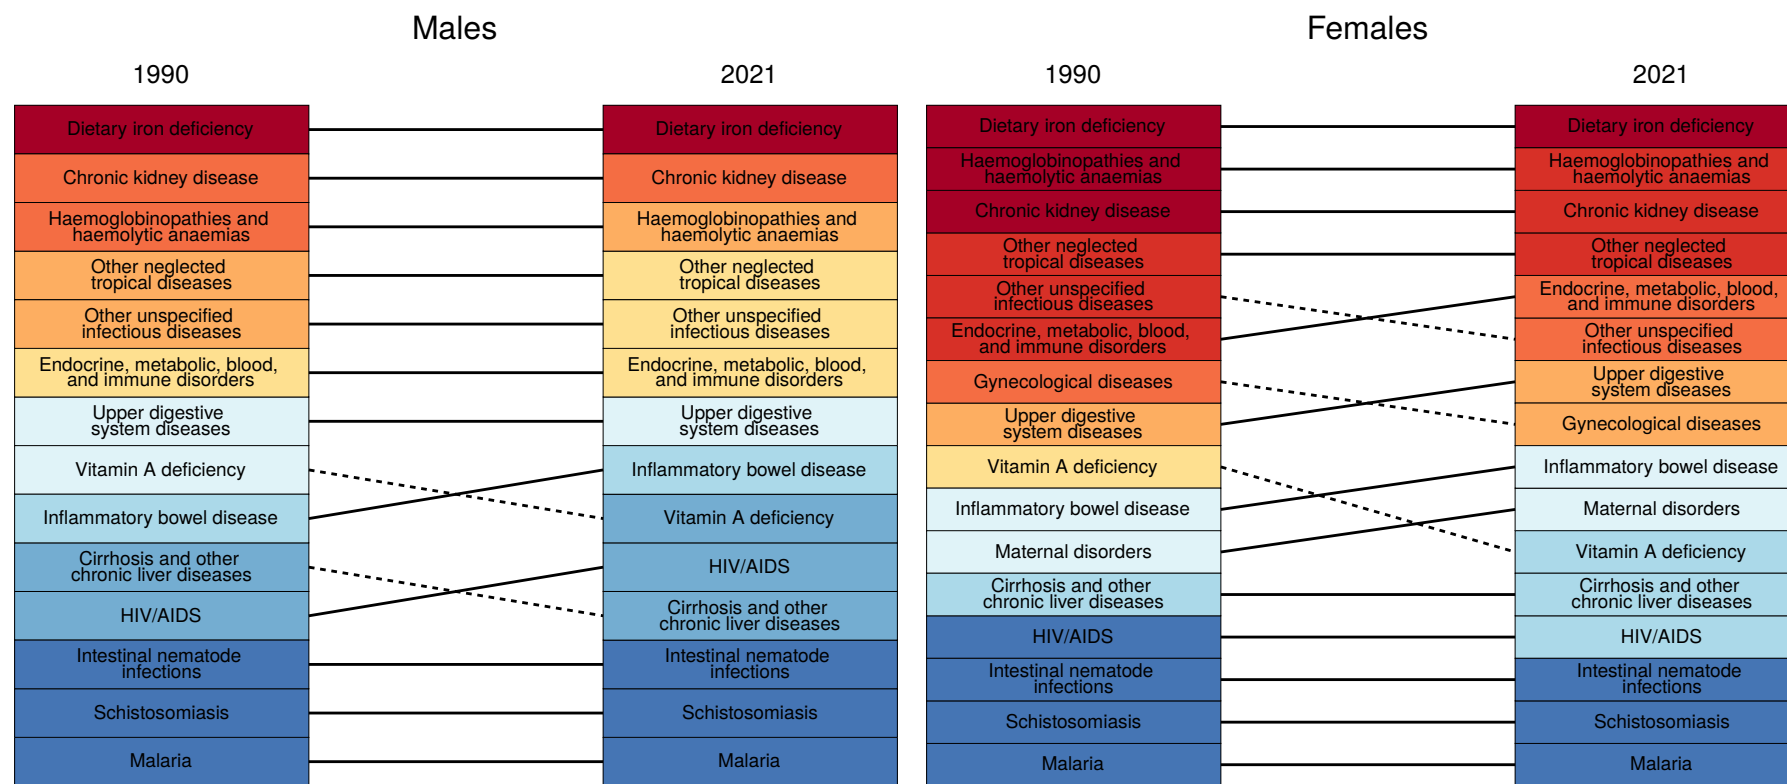 Males
Females
1990
2021
1990
2021
Dietary iron deficiency
Chronic kidney disease
Haemoglobinopathies and
haemolytic anaemias
Other neglected
tropical diseases
Other unspecified
infectious diseases
Endocrine, metabolic, blood,
and immune disorders
Upper digestive
system diseases
Vitamin A deficiency
Inflammatory bowel disease
Cirrhosis and other
chronic liver diseases
HIV/AIDS
Intestinal nematode
infections
Schistosomiasis
Malaria
Dietary iron deficiency
Chronic kidney disease
Haemoglobinopathies and
haemolytic anaemias
Other neglected
tropical diseases
Other unspecified
infectious diseases
Endocrine, metabolic, blood,
and immune disorders
Upper digestive
system diseases
Inflammatory bowel disease
Vitamin A deficiency
HIV/AIDS
Cirrhosis and other
chronic liver diseases
Intestinal nematode
infections
Schistosomiasis
Malaria
Dietary iron deficiency
Haemoglobinopathies and
haemolytic anaemias
Chronic kidney disease
Other neglected
tropical diseases
Other unspecified
infectious diseases
Endocrine, metabolic, blood,
and immune disorders
Gynecological diseases
Upper digestive
system diseases
Vitamin A deficiency
Inflammatory bowel disease
Maternal disorders
Cirrhosis and other
chronic liver diseases
HIV/AIDS
Intestinal nematode
infections
Schistosomiasis
Malaria
Dietary iron deficiency
Haemoglobinopathies and
haemolytic anaemias
Chronic kidney disease
Other neglected
tropical diseases
Endocrine, metabolic, blood,
and immune disorders
Other unspecified
infectious diseases
Upper digestive
system diseases
Gynecological diseases
Inflammatory bowel disease
Maternal disorders
Vitamin A deficiency
Cirrhosis and other
chronic liver diseases
HIV/AIDS
Intestinal nematode
infections
Schistosomiasis
Malaria